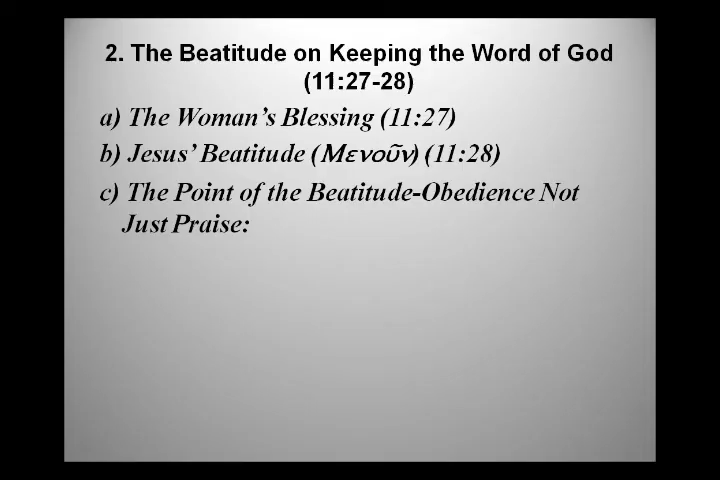 2. The Beatitude on Keeping the Word of God
(11:27-28)
a) The Woman’s Blessing (11:27)
b) Jesus’ Beatitude (Μενοῦν) (11:28)
c) The Point of the Beatitude-Obedience Not
Just Praise: